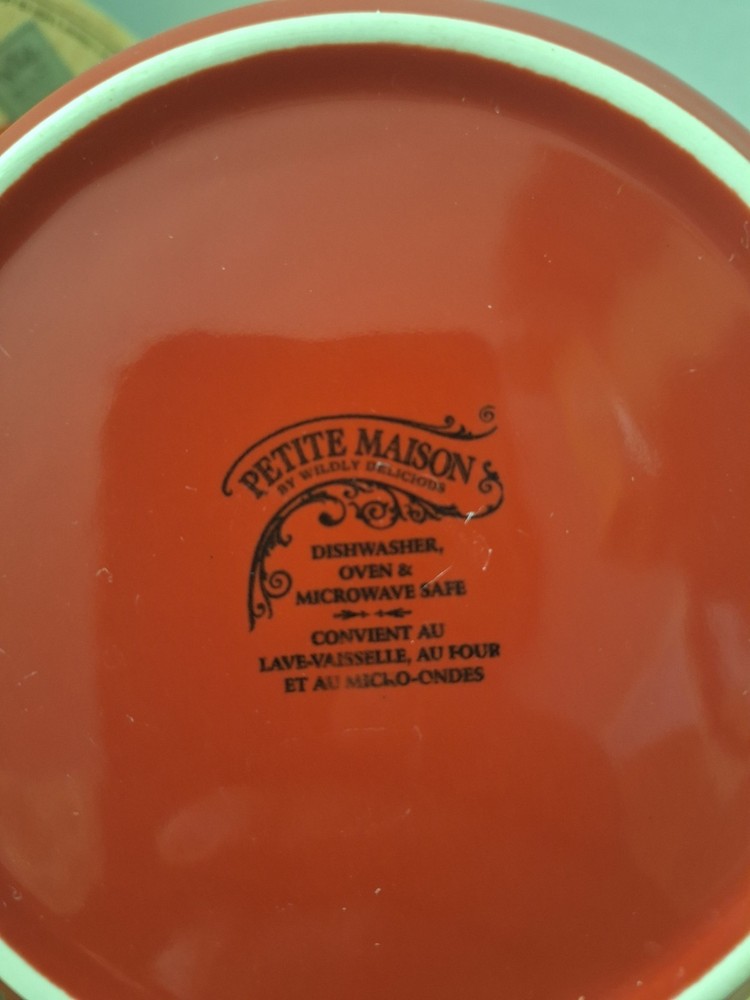 PETITE MAISON
BY WILDLY DELICIOUS
DISHWASHER,
OVEN &
MICROWAVE SAFE
CONVIENT AU
LAVE-VAISSELLE, AU FOUR
ET AU MICRO-ONDES